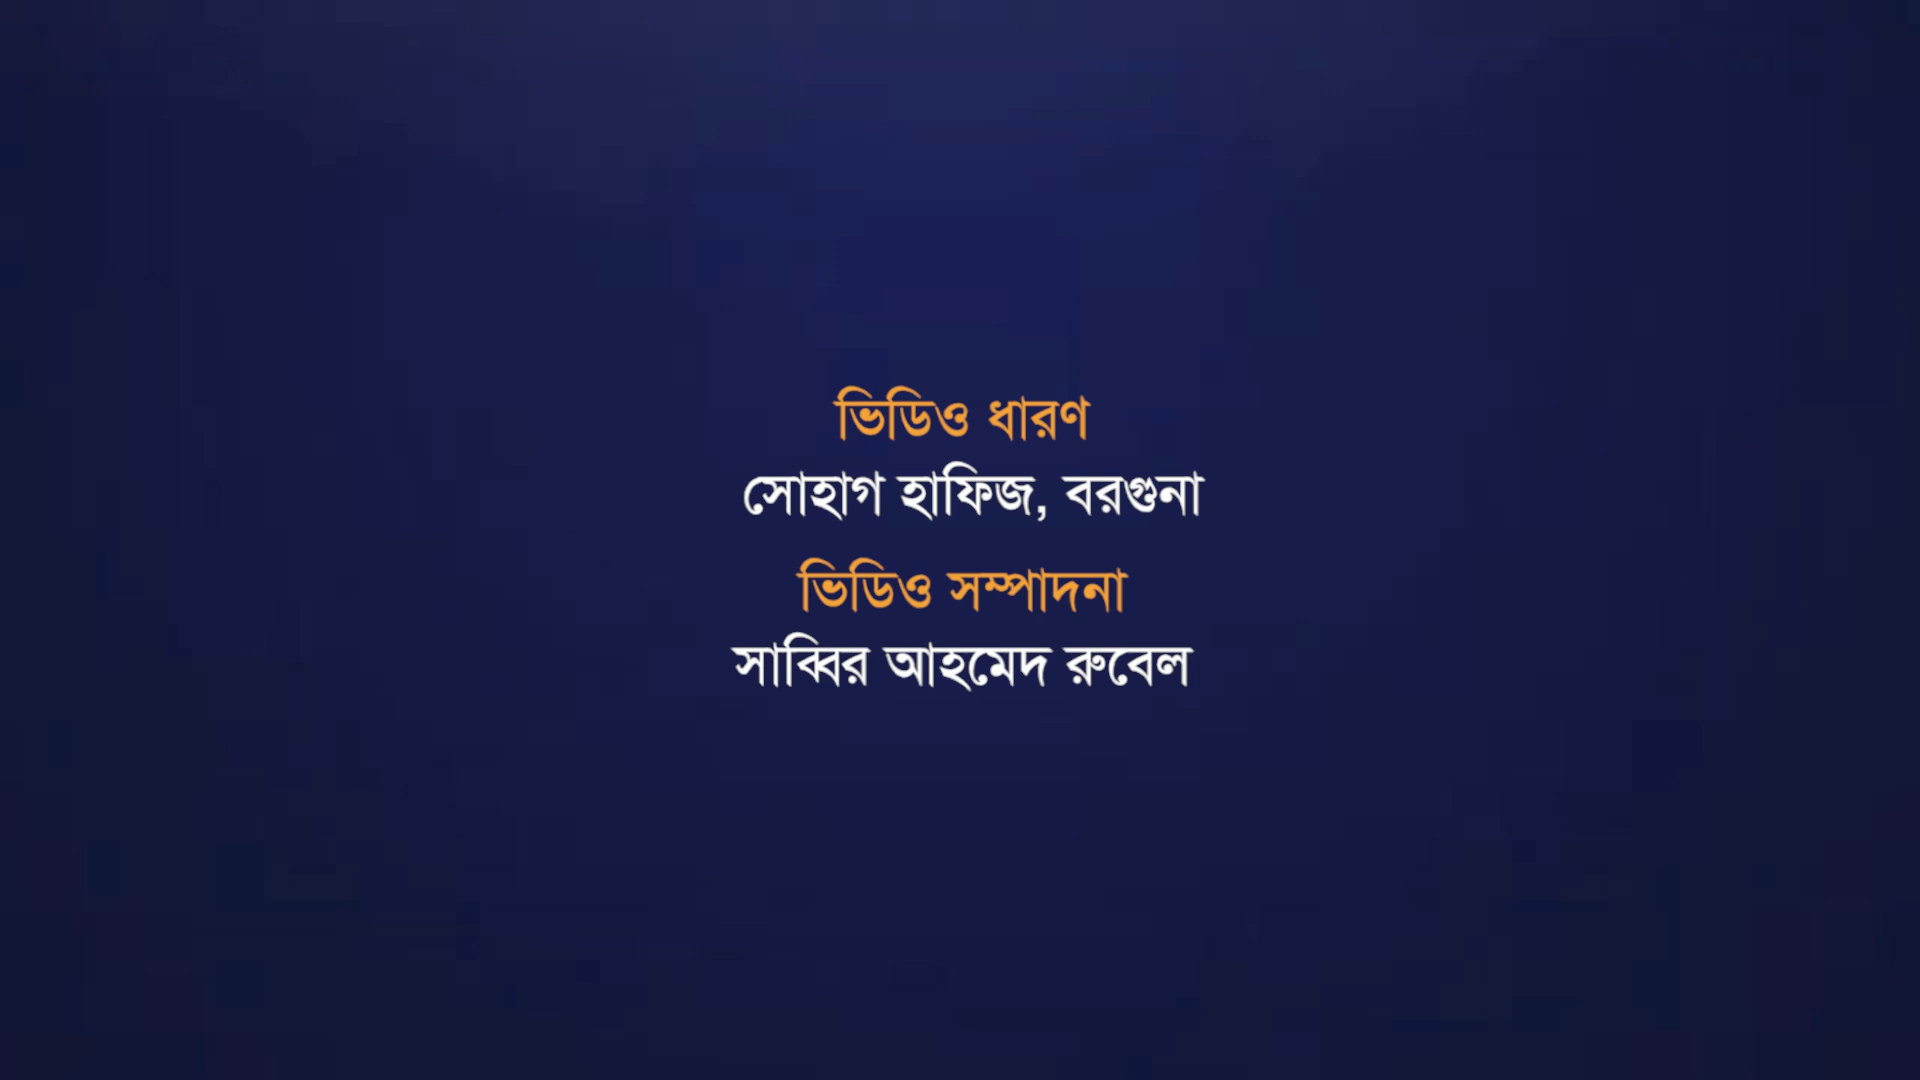 ভিডিও ধারণ
সোহাগ হাফিজ, বরগুনা
ভিডিও সম্পাদনা
সাব্বির আহমেদ রুবেল